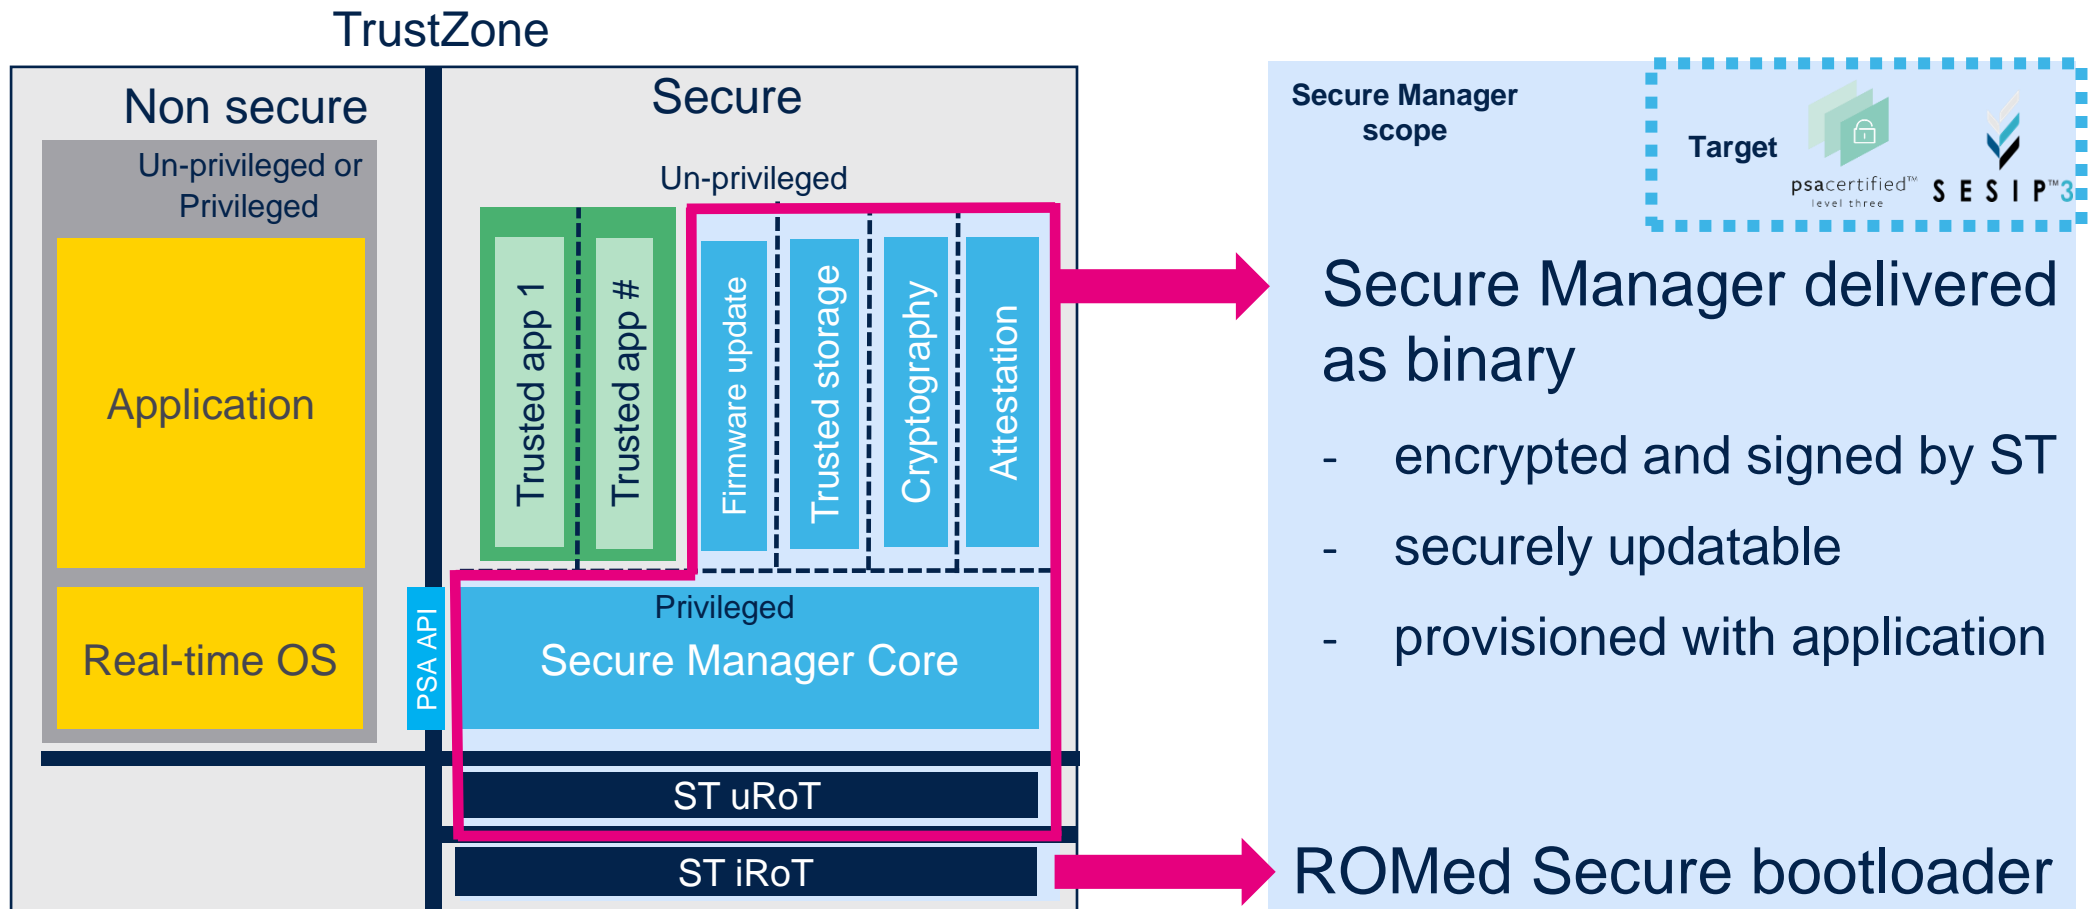 TrustZone
Non secure
Un-privileged or
Privileged
Application
Real-time OS
PSA API
Secure
Un-privileged
Trusted app 1
Trusted app #
Firmware update
Trusted storage
Cryptography
Attestation
Privileged
Secure Manager Core
ST uRoT
ST iRoT
Secure Manager
scope
Target
psacertified™
level three
SESIP™3
Secure Manager delivered
as binary
- encrypted and signed by ST
- securely updatable
- provisioned with application
ROMed Secure bootloader